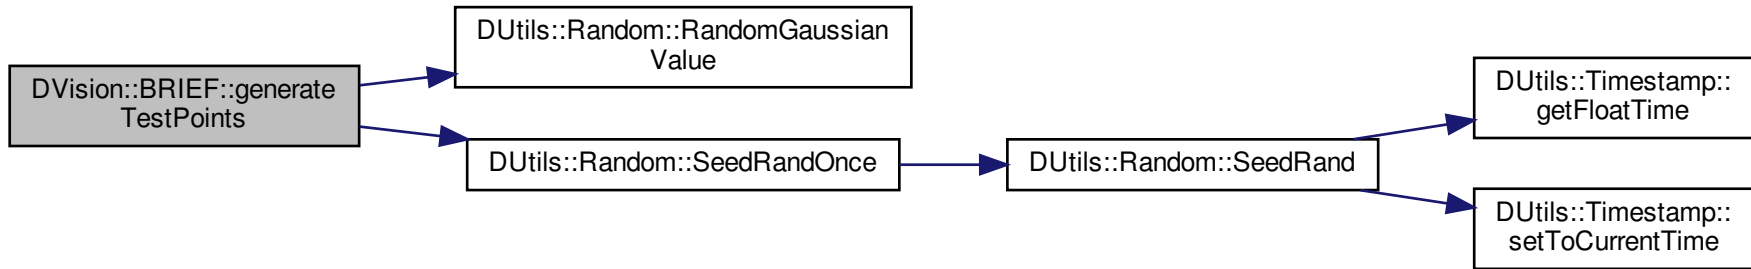 DVision::BRIEF::generate
TestPoints
DUtils::Random::RandomGaussian
Value
DUtils::Random::SeedRandOnce
DUtils::Random::SeedRand
DUtils::Timestamp::
getFloatTime
DUtils::Timestamp::
setToCurrentTime